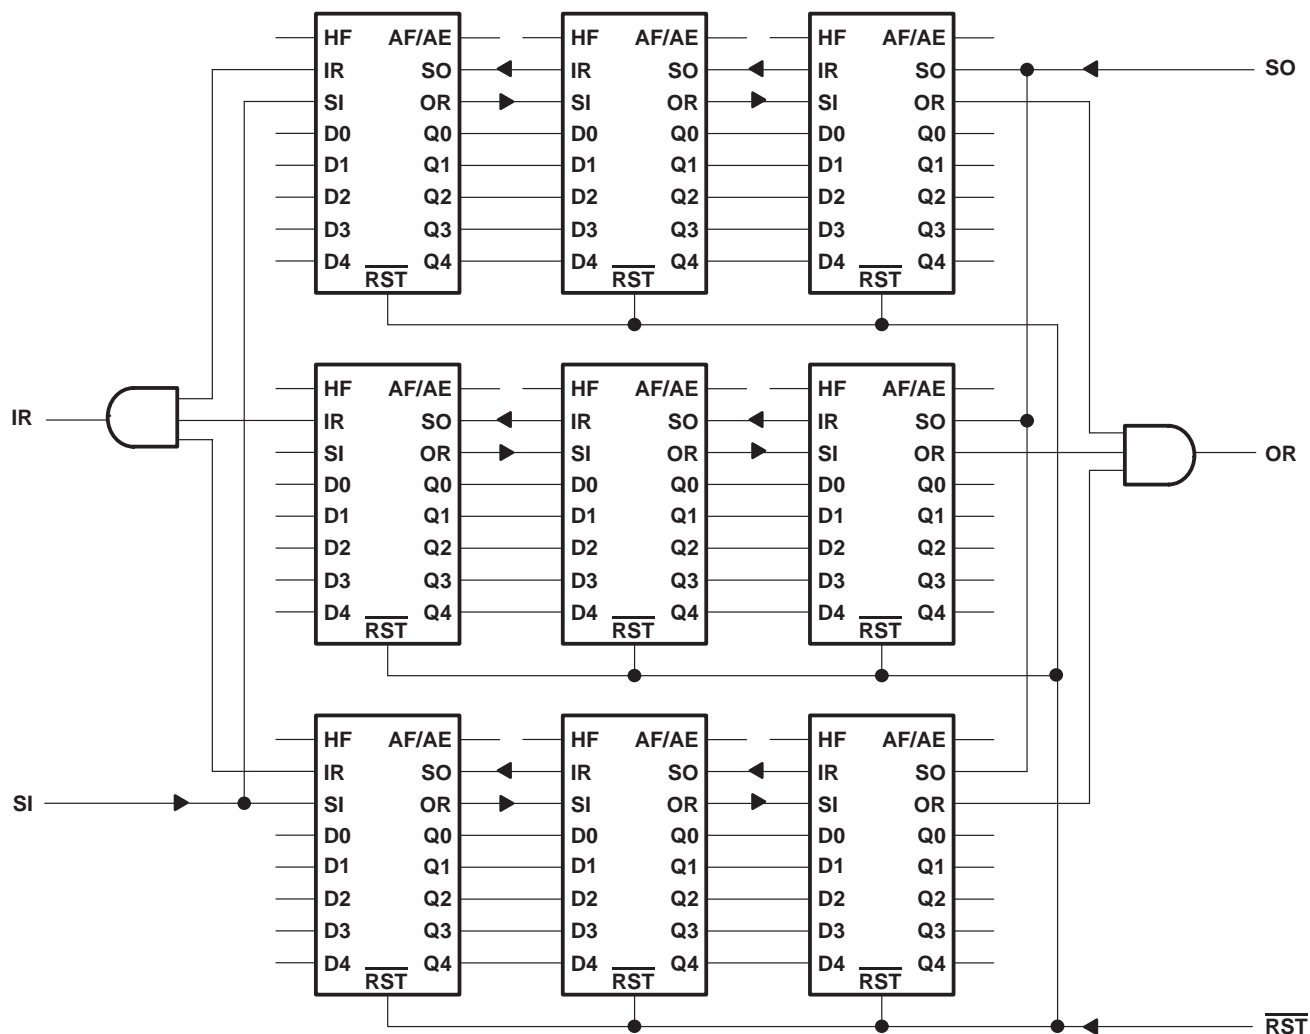 HF AF/AE HF AF/AE HF AF/AE
IR SO IR SO IR SO SO
SI OR SI OR SI OR
D0 Q0 D0 Q0 D0 Q0
D1 Q1 D1 Q1 D1 Q1
D2 Q2 D2 Q2 D2 Q2
D3 Q3 D3 Q3 D3 Q3
D4 Q4 D4 Q4 D4 Q4
RST RST RST
HF AF/AE HF AF/AE HF AF/AE
IR IR SO IR SO IR SO
SI OR SI OR SI OR OR
D0 Q0 D0 Q0 D0 Q0
D1 Q1 D1 Q1 D1 Q1
D2 Q2 D2 Q2 D2 Q2
D3 Q3 D3 Q3 D3 Q3
D4 Q4 D4 Q4 D4 Q4
RST RST RST
HF AF/AE HF AF/AE HF AF/AE
IR SO IR SO IR SO
SI SI OR SI OR SI OR
D0 Q0 D0 Q0 D0 Q0
D1 Q1 D1 Q1 D1 Q1
D2 Q2 D2 Q2 D2 Q2
D3 Q3 D3 Q3 D3 Q3
D4 Q4 D4 Q4 D4 Q4
RST RST RST
RST